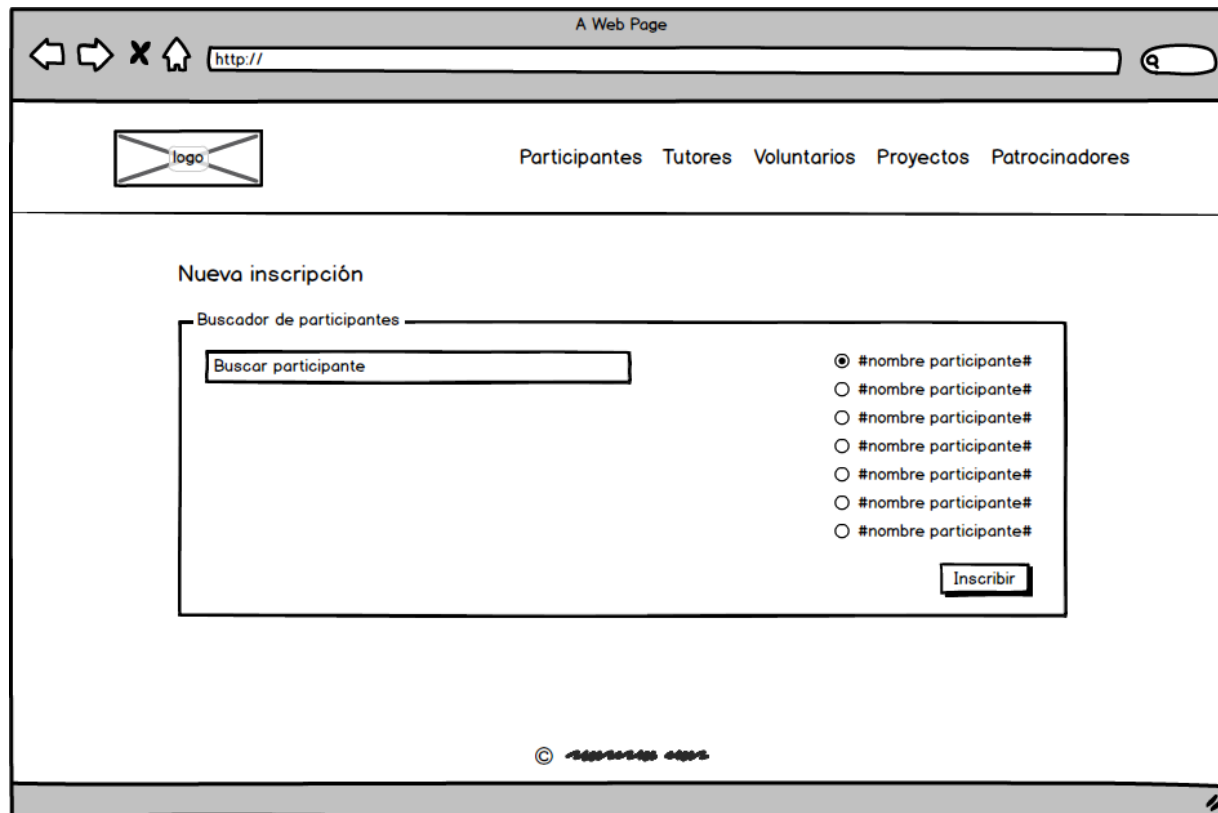 A Web Page
http://
logo
Participantes Tutores Voluntarios Proyectos Patrocinadores
Nueva inscripción
Buscador de participantes
Buscar participante
#nombre participante#
#nombre participante#
#nombre participante#
#nombre participante#
#nombre participante#
#nombre participante#
#nombre participante#
Inscribir
©